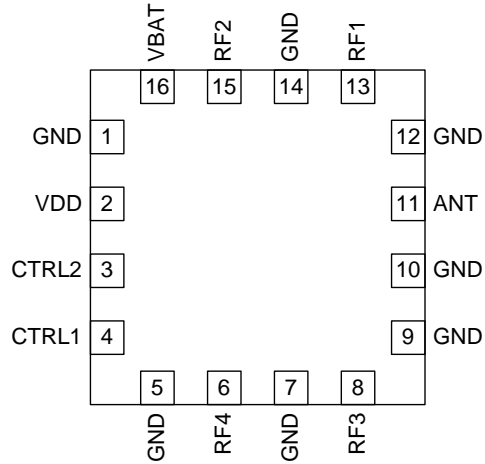 VBAT RF2 GND RF1
16 15 14 13
GND 1 12 GND
VDD 2 11 ANT
CTRL2 3 10 GND
CTRL1 4 9 GND
5 6 7 8
GND RF4 GND RF3